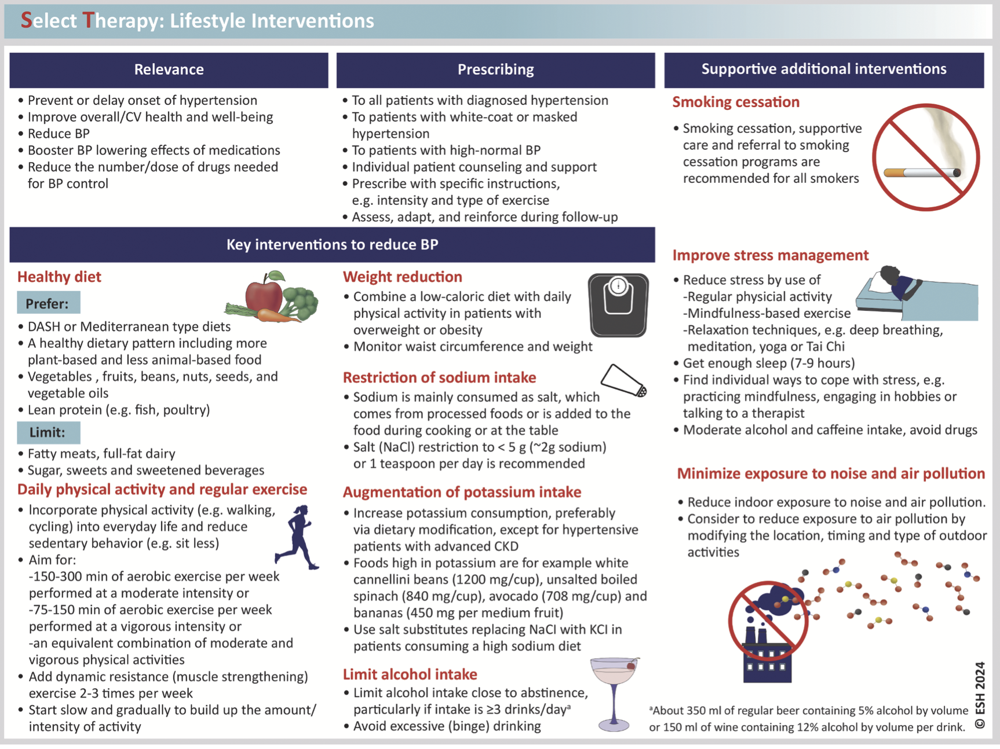 Select Therapy: Lifestyle Interventions
Relevance
• Prevent or delay onset of hypertension
• Improve overall/CV health and well-being
• Reduce BP
• Booster BP lowering effects of medications
• Reduce the number/dose of drugs needed
for BP control
Prescribing
• To all patients with diagnosed hypertension
• To patients with white-coat or masked
hypertension
• To patients with high-normal BP
• Individual patient counseling and support
• Prescribe with specific instructions,
e.g. intensity and type of exercise
• Assess, adapt, and reinforce during follow-up
Key interventions to reduce BP
Healthy diet
Prefer:
• DASH or Mediterranean type diets
• A healthy dietary pattern including more
plant-based and less animal-based food
• Vegetables , fruits, beans, nuts, seeds, and
vegetable oils
• Lean protein (e.g. fish, poultry)
Limit:
• Fatty meats, full-fat dairy
• Sugar, sweets and sweetened beverages
Daily physical activity and regular exercise
• Incorporate physical activity (e.g. walking,
cycling) into everyday life and reduce
sedentary behavior (e.g. sit less)
• Aim for:
-150-300 min of aerobic exercise per week
performed at a moderate intensity or
-75-150 min of aerobic exercise per week
performed at a vigorous intensity or
-an equivalent combination of moderate and
vigorous physical activities
• Add dynamic resistance (muscle strengthening)
exercise 2-3 times per week
• Start slow and gradually to build up the amount/
intensity of activity
Weight reduction
• Combine a low-caloric diet with daily
physical activity in patients with
overweight or obesity
• Monitor waist circumference and weight
Restriction of sodium intake
• Sodium is mainly consumed as salt, which
comes from processed foods or is added to the
food during cooking or at the table
• Salt (NaCl) restriction to < 5 g (~2g sodium)
or 1 teaspoon per day is recommended
Augmentation of potassium intake
• Increase potassium consumption, preferably
via dietary modification, except for hypertensive
patients with advanced CKD
• Foods high in potassium are for example white
cannellini beans (1200 mg/cup), unsalted boiled
spinach (840 mg/cup), avocado (708 mg/cup) and
bananas (450 mg per medium fruit)
• Use salt substitutes replacing NaCl with KCl in
patients consuming a high sodium diet
Limit alcohol intake
• Limit alcohol intake close to abstinence,
particularly if intake is ≥3 drinks/dayª
• Avoid excessive (binge) drinking
Supportive additional interventions
Smoking cessation
• Smoking cessation, supportive
care and referral to smoking
cessation programs are
recommended for all smokers
Improve stress management
• Reduce stress by use of
-Regular physicial activity
-Mindfulness-based exercise
-Relaxation techniques, e.g. deep breathing,
meditation, yoga or Tai Chi
• Get enough sleep (7-9 hours)
• Find individual ways to cope with stress, e.g.
practicing mindfulness, engaging in hobbies or
talking to a therapist
• Moderate alcohol and caffeine intake, avoid drugs
Minimize exposure to noise and air pollution
• Reduce indoor exposure to noise and air pollution.
• Consider to reduce exposure to air pollution by
modifying the location, timing and type of outdoor
activities
ªAbout 350 ml of regular beer containing 5% alcohol by volume
or 150 ml of wine containing 12% alcohol by volume per drink.
© ESH 2024